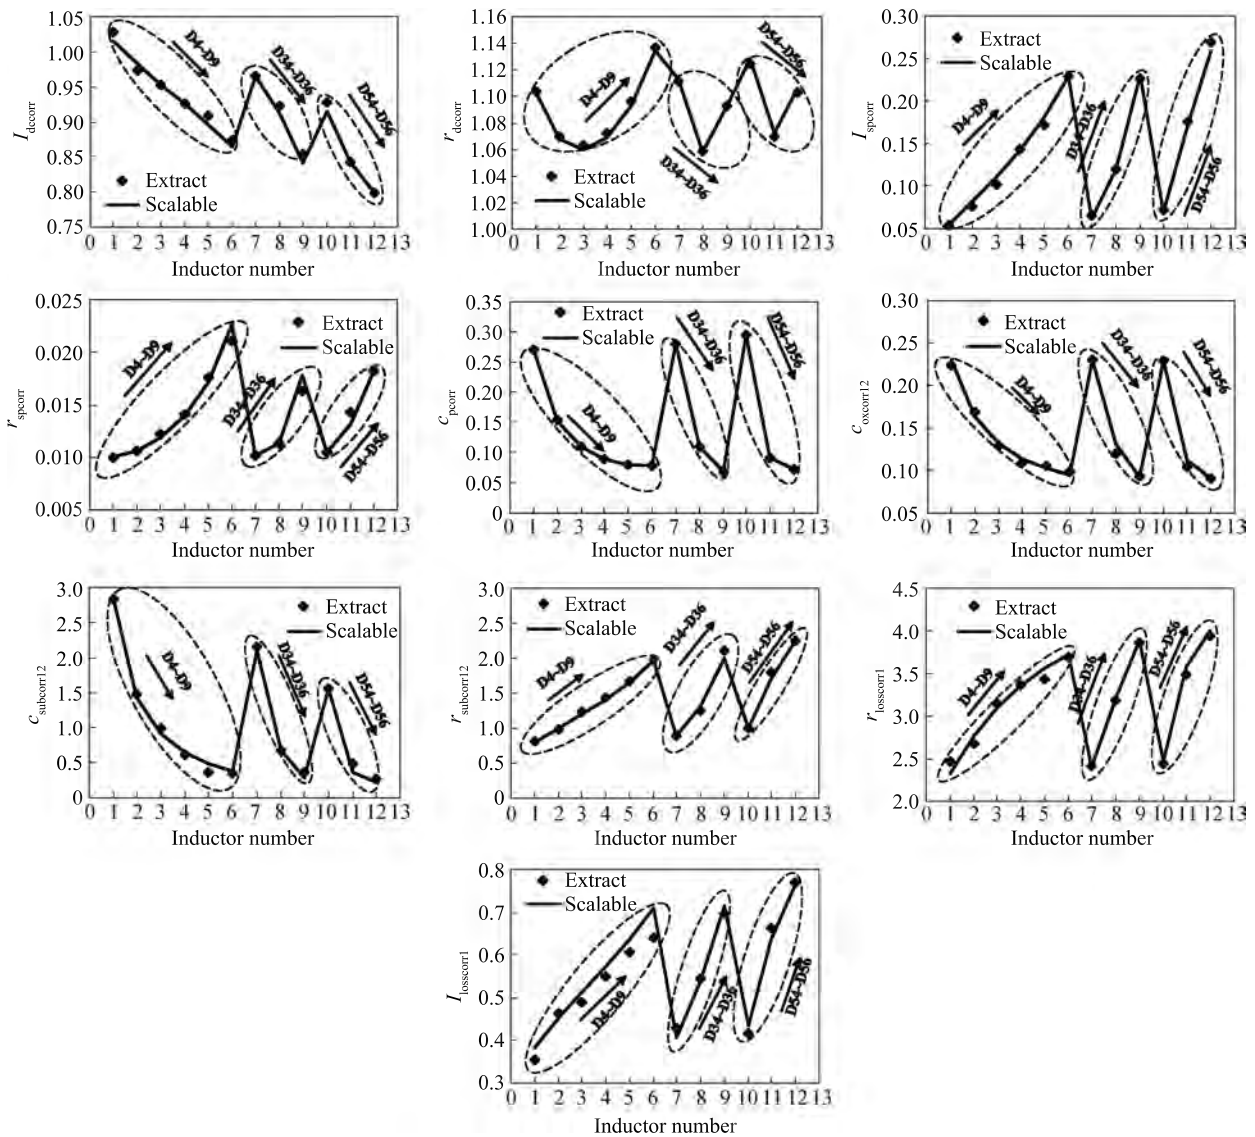 1.05
1.00
0.95
0.90
0.85
0.80
0.75
I_dccorr
D4~D9
D34~D36
D54~D56
Extract
Scalable
0 1 2 3 4 5 6 7 8 9 10 11 12 13
Inductor number
1.16
1.14
1.12
1.10
1.08
1.06
1.04
1.02
1.00
r_dccorr
D4~D9
D34~D36
D54~D56
Extract
Scalable
0 1 2 3 4 5 6 7 8 9 10 11 12 13
Inductor number
0.30
0.25
0.20
0.15
0.10
0.05
I_spcorr
Extract
Scalable
D4~D9
D34~D36
D54~D56
0 1 2 3 4 5 6 7 8 9 10 11 12 13
Inductor number
0.025
0.020
0.015
0.010
0.005
r_spcorr
Extract
Scalable
D4~D9
D34~D36
D54~D56
0 1 2 3 4 5 6 7 8 9 10 11 12 13
Inductor number
0.35
0.30
0.25
0.20
0.15
0.10
0.05
0
c_pcorr
Extract
Scalable
D4~D9
D34~D36
D54~D56
0 1 2 3 4 5 6 7 8 9 10 11 12 13
Inductor number
0.30
0.25
0.20
0.15
0.10
0.05
c_oxcorr12
Extract
Scalable
D4~D9
D34~D36
D54~D56
0 1 2 3 4 5 6 7 8 9 10 11 12 13
Inductor number
3.0
2.5
2.0
1.5
1.0
0.5
0
c_subcorr12
Extract
Scalable
D4~D9
D34~D36
D54~D56
0 1 2 3 4 5 6 7 8 9 10 11 12 13
Inductor number
3.0
2.5
2.0
1.5
1.0
0.5
0
r_subcorr12
Extract
Scalable
D4~D9
D34~D36
D54~D56
0 1 2 3 4 5 6 7 8 9 10 11 12 13
Inductor number
4.5
4.0
3.5
3.0
2.5
2.0
r_losscorr1
Extract
Scalable
D4~D9
D34~D36
D54~D56
0 1 2 3 4 5 6 7 8 9 10 11 12 13
Inductor number
0.8
0.7
0.6
0.5
0.4
0.3
I_losscorr1
Extract
Scalable
D4~D9
D34~D36
D54~D56
0 1 2 3 4 5 6 7 8 9 10 11 12 13
Inductor number